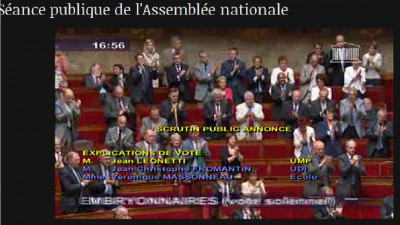 Séance publique de l'Assemblée nationale
16:56
SCRUTIN PUBLIC ANNONCE
EXPLICATIONS DE VOTE :
M. Jean LEONETTI UMP
M. Jean Christophe FROMANTIN UDI
Mme Véronique MASSONNEAU Ecolo
EMBRYONNAIRES (vote solennel)